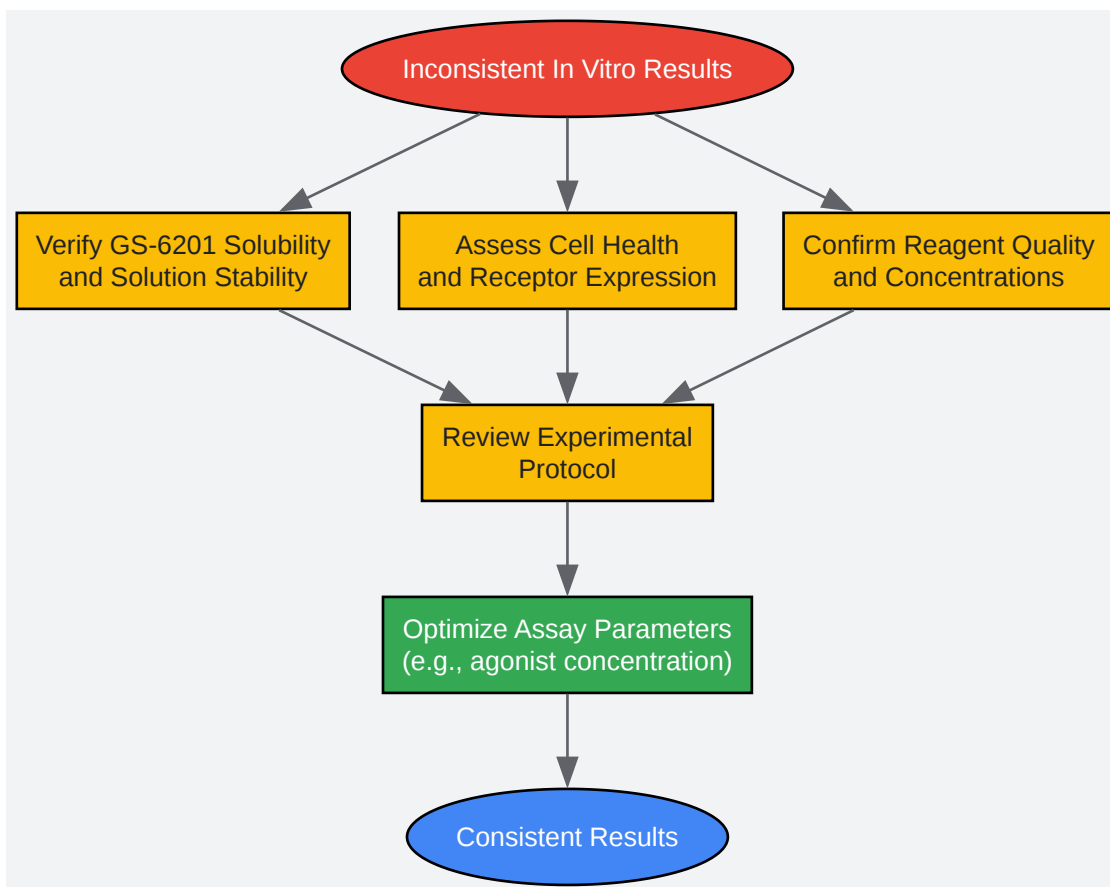 Inconsistent In Vitro Results
Verify GS-6201 Solubility
and Solution Stability
Assess Cell Health
and Receptor Expression
Confirm Reagent Quality
and Concentrations
Review Experimental
Protocol
Optimize Assay Parameters
(e.g., agonist concentration)
Consistent Results